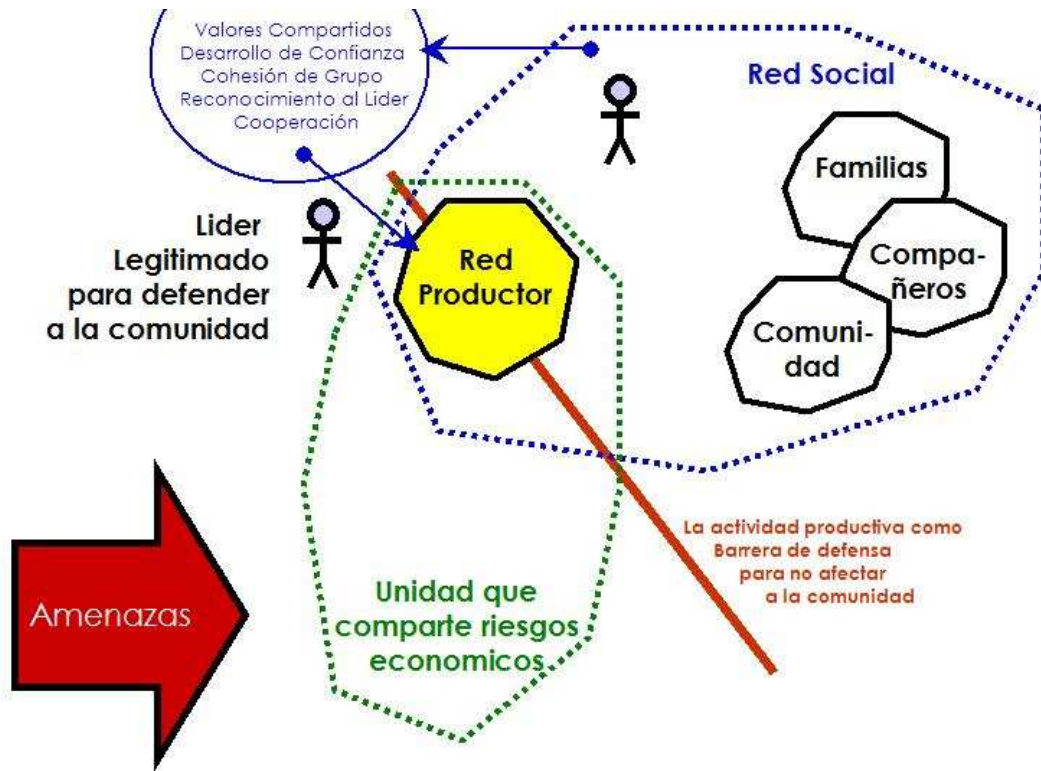 Valores Compartidos
Desarrollo de Confianza
Cohesión de Grupo
Reconocimiento al Lider
Cooperación
Red Social
Familias
Compa-
ñeros
Comuni-
dad
Lider
Legitimado
para defender
a la comunidad
Red
Productor
La actividad productiva como
Barrera de defensa
para no afectar
a la comunidad
Amenazas
Unidad que
comparte riesgos
economicos